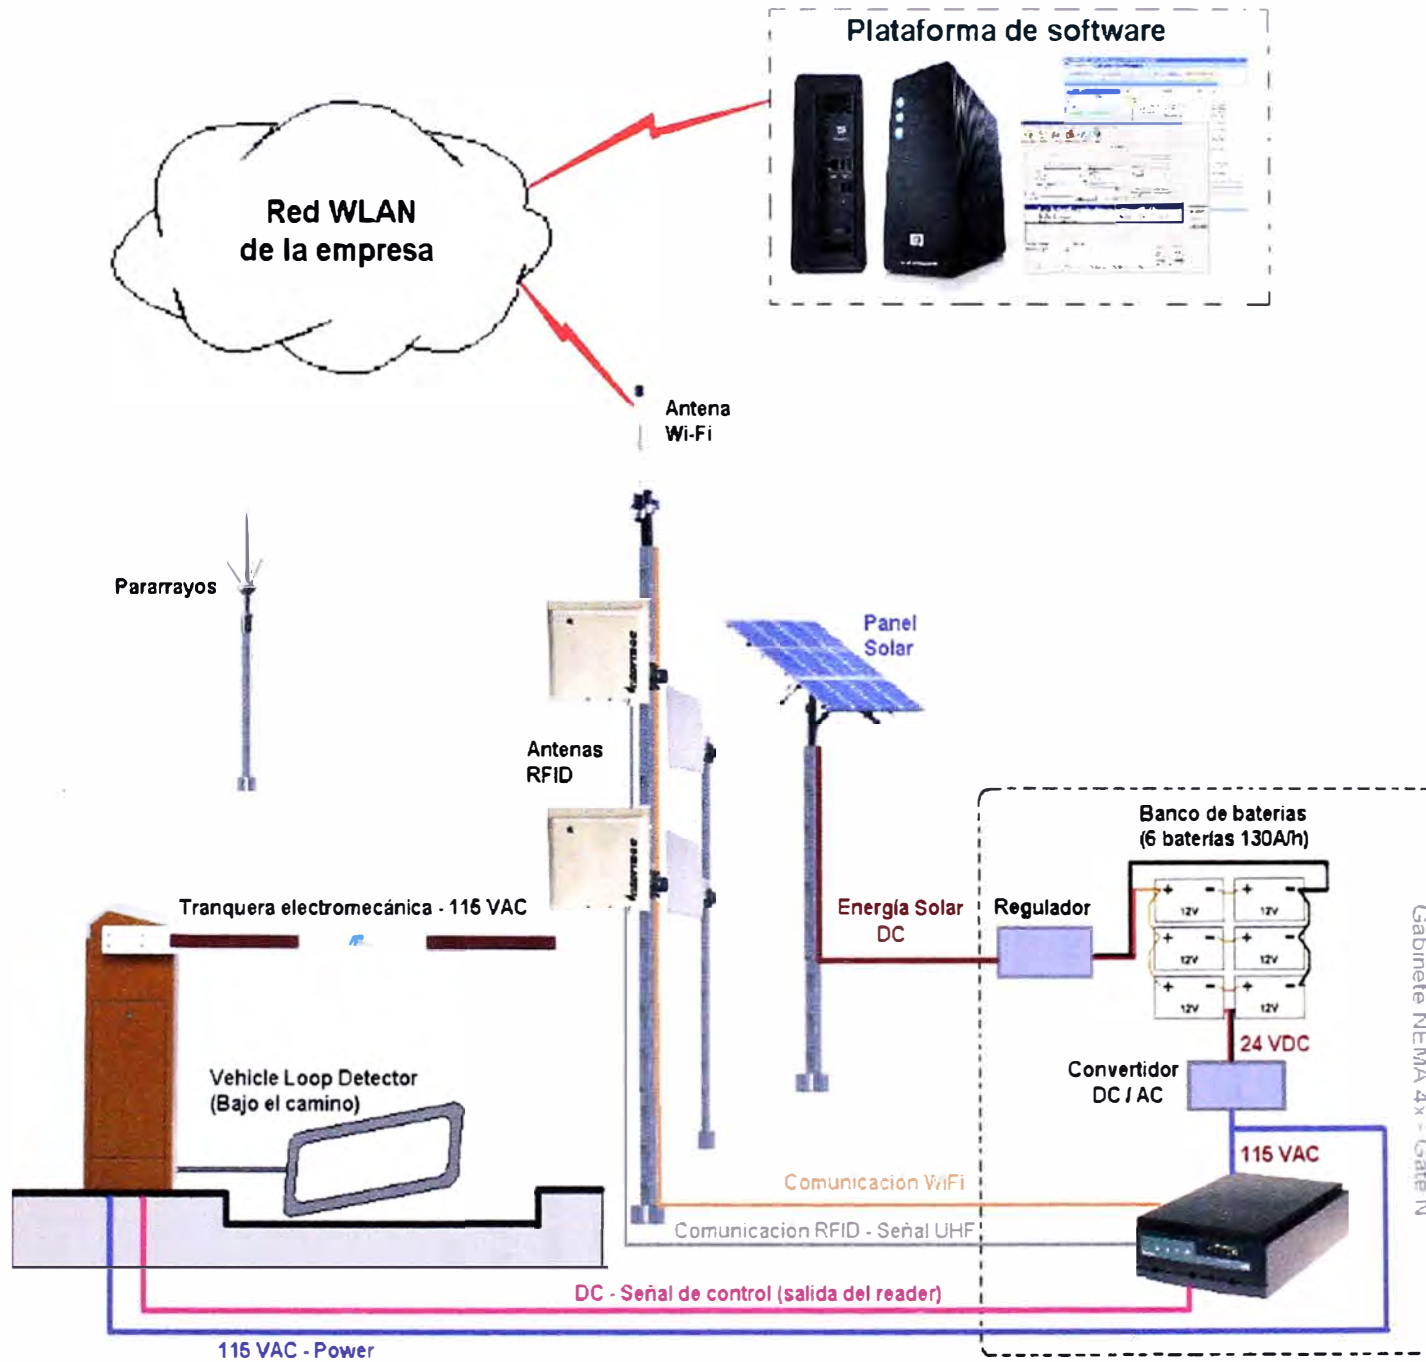 Plataforma de software
Red WLAN
de la empresa
Antena
Wi-Fi
Pararrayos
Panel
Solar
Antenas
RFID
Banco de baterías
(6 baterías 130A/h)
Tranquera electromecánica - 115 VAC
Energía Solar
DC
Regulador
+ - + -
12V 12V
+ - + -
12V 12V
+ - + -
12V 12V
24 VDC
Convertidor
DC / AC
Vehicle Loop Detector
(Bajo el camino)
115 VAC
Gabinete NEMA 4x - Gate N
Comunicación WiFi
Comunicación RFID - Señal UHF
DC - Señal de control (salida del reader)
115 VAC - Power